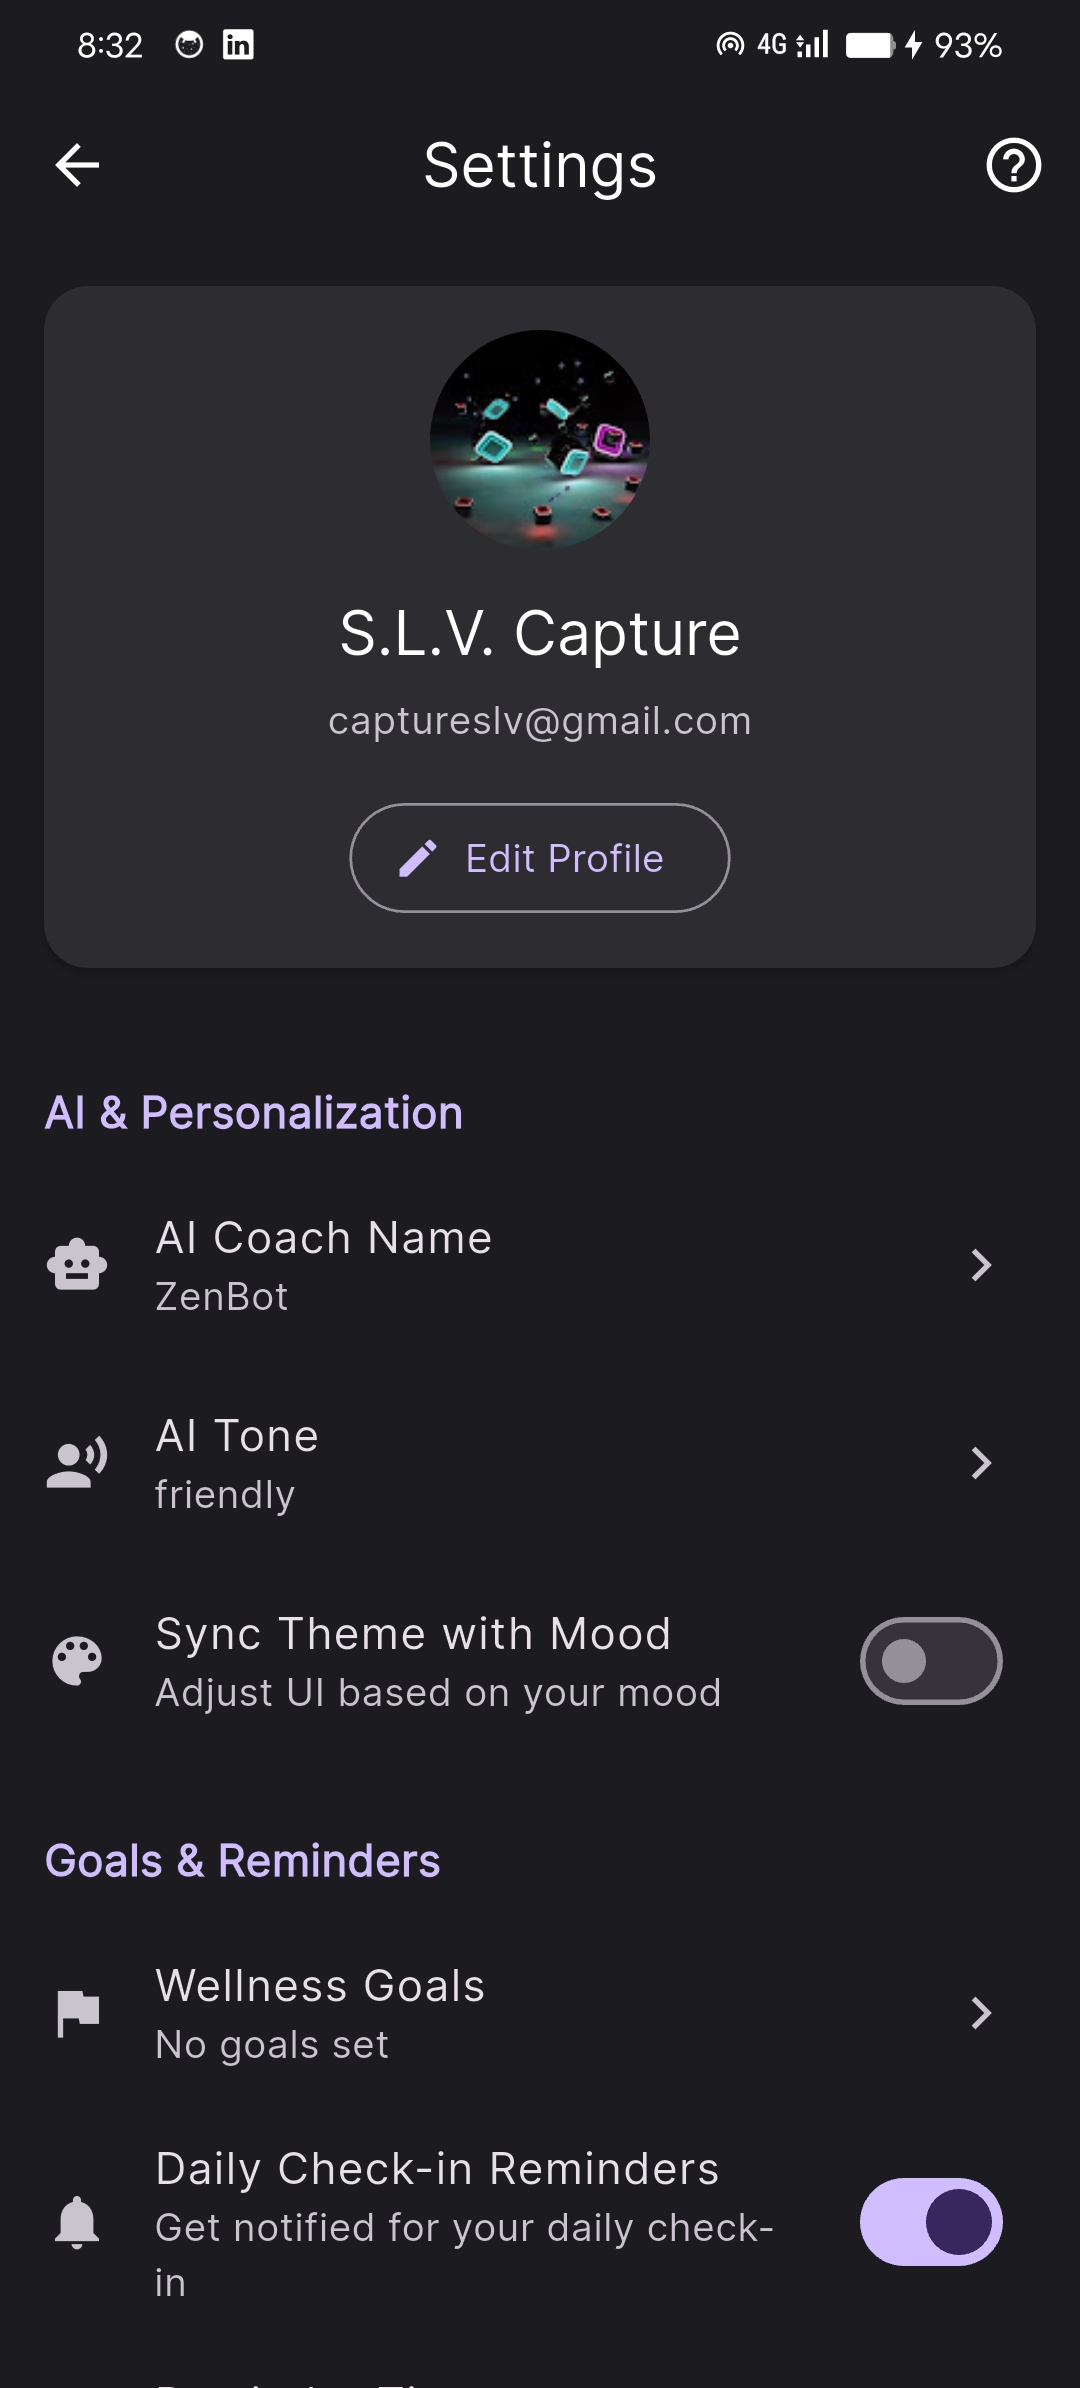 8:32
in
4G
93%
Settings
S.L.V. Capture
captureslv@gmail.com
Edit Profile
AI & Personalization
AI Coach Name
ZenBot
AI Tone
friendly
Sync Theme with Mood
Adjust UI based on your mood
Goals & Reminders
Wellness Goals
No goals set
Daily Check-in Reminders
Get notified for your daily check-
in